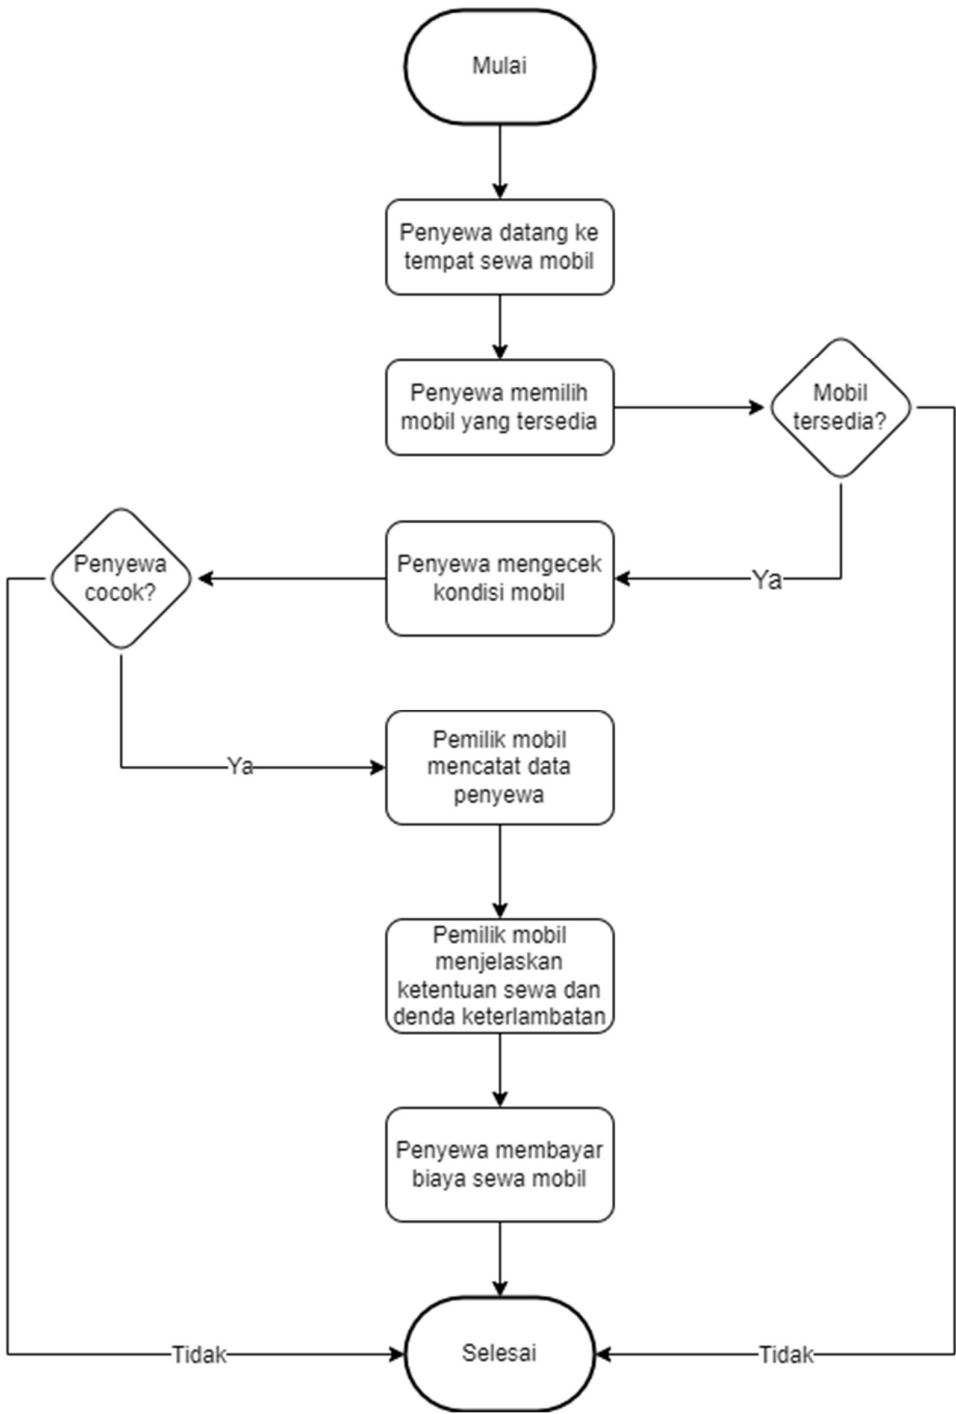 Mulai
Penyewa datang ke
tempat sewa mobil
Penyewa memilih
mobil yang tersedia
Mobil
tersedia?
Ya
Penyewa mengecek
kondisi mobil
Penyewa
cocok?
Ya
Pemilik mobil
mencatat data
penyewa
Pemilik mobil
menjelaskan
ketentuan sewa dan
denda keterlambatan
Penyewa membayar
biaya sewa mobil
Tidak
Selesai
Tidak